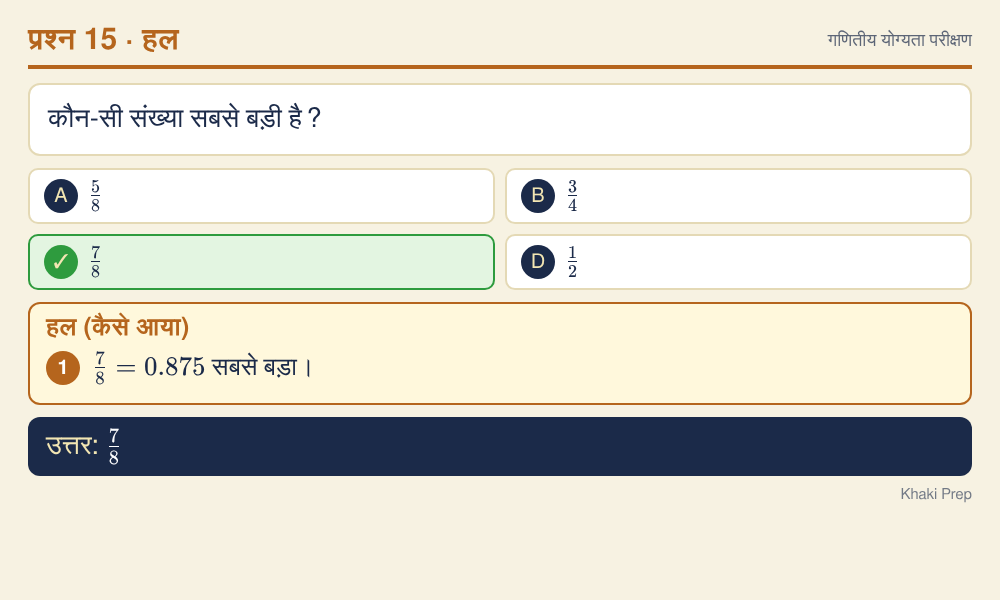 प्रश्न 15 · हल
गणितीय योग्यता परीक्षण
कौन-सी संख्या सबसे बड़ी है ?
A 5/8
B 3/4
✓ 7/8
D 1/2
हल (कैसे आया)
1 7/8 = 0.875 सबसे बड़ा।
उत्तर: 7/8
Khaki Prep